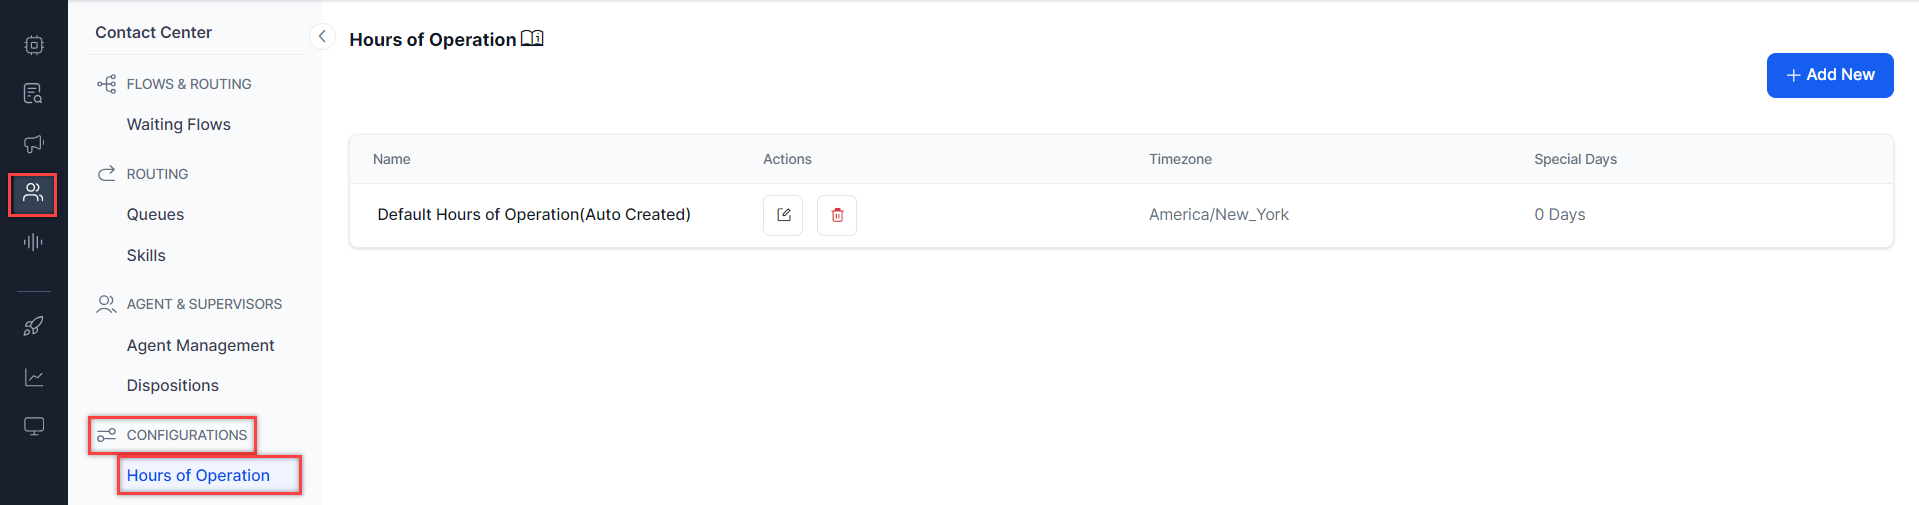 Contact Center
FLOWS & ROUTING
Waiting Flows
ROUTING
Queues
Skills
AGENT & SUPERVISORS
Agent Management
Dispositions
CONFIGURATIONS
Hours of Operation
Hours of Operation
Add New
Name Actions Timezone Special Days
Default Hours of Operation(Auto Created) America/New_York 0 Days